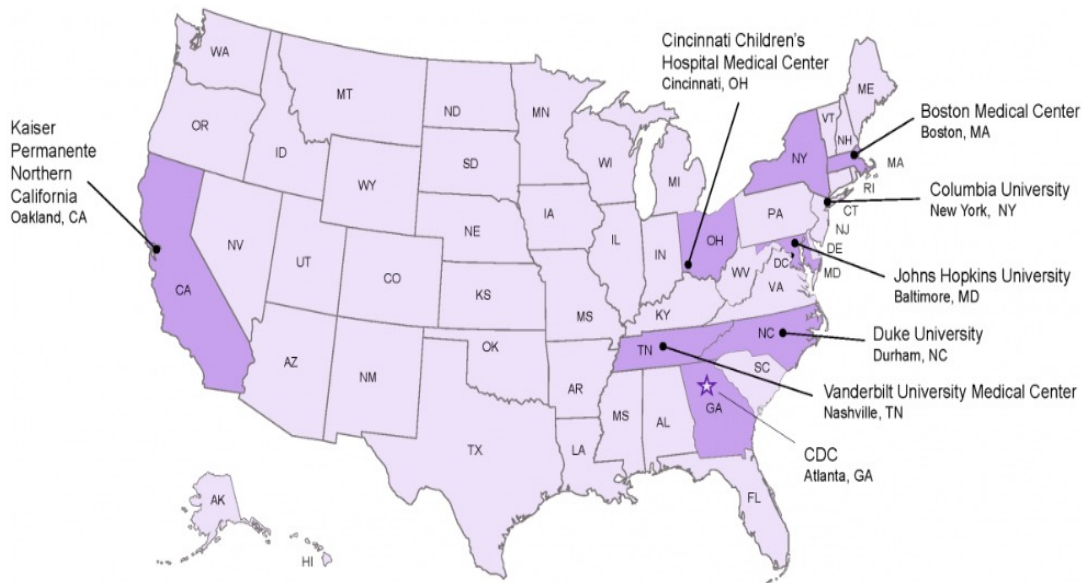 Kaiser
Permanente
Northern
California
Oakland, CA
Cincinnati Children's
Hospital Medical Center
Cincinnati, OH
Boston Medical Center
Boston, MA
Columbia University
New York, NY
Johns Hopkins University
Baltimore, MD
Duke University
Durham, NC
Vanderbilt University Medical Center
Nashville, TN
CDC
Atlanta, GA
WA
OR
CA
ID
NV
MT
WY
UT
AZ
CO
NM
ND
SD
NE
KS
OK
TX
MN
IA
MS
AR
LA
WI
IL
MI
IN
OH
KY
TN
MS
AL
GA
FL
SC
NC
VA
WV
DC
PA
NY
VT
NH
ME
MA
RI
CT
NJ
DE
MD
AK
HI